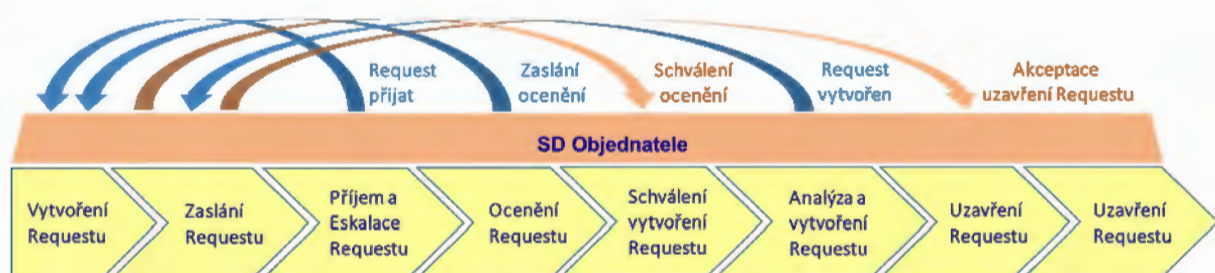 Request
přijat
Zaslání
ocenění
Schválení
ocenění
Request
vytvořen
Akceptace
uzavření Requestu
SD Objednatele
Vytvoření
Requestu
Zaslání
Requestu
Příjem a
Eskalace
Requestu
Ocenění
Requestu
Schválení
vytvoření
Requestu
Analýza a
vytvoření
Requestu
Uzavření
Requestu
Uzavření
Requestu